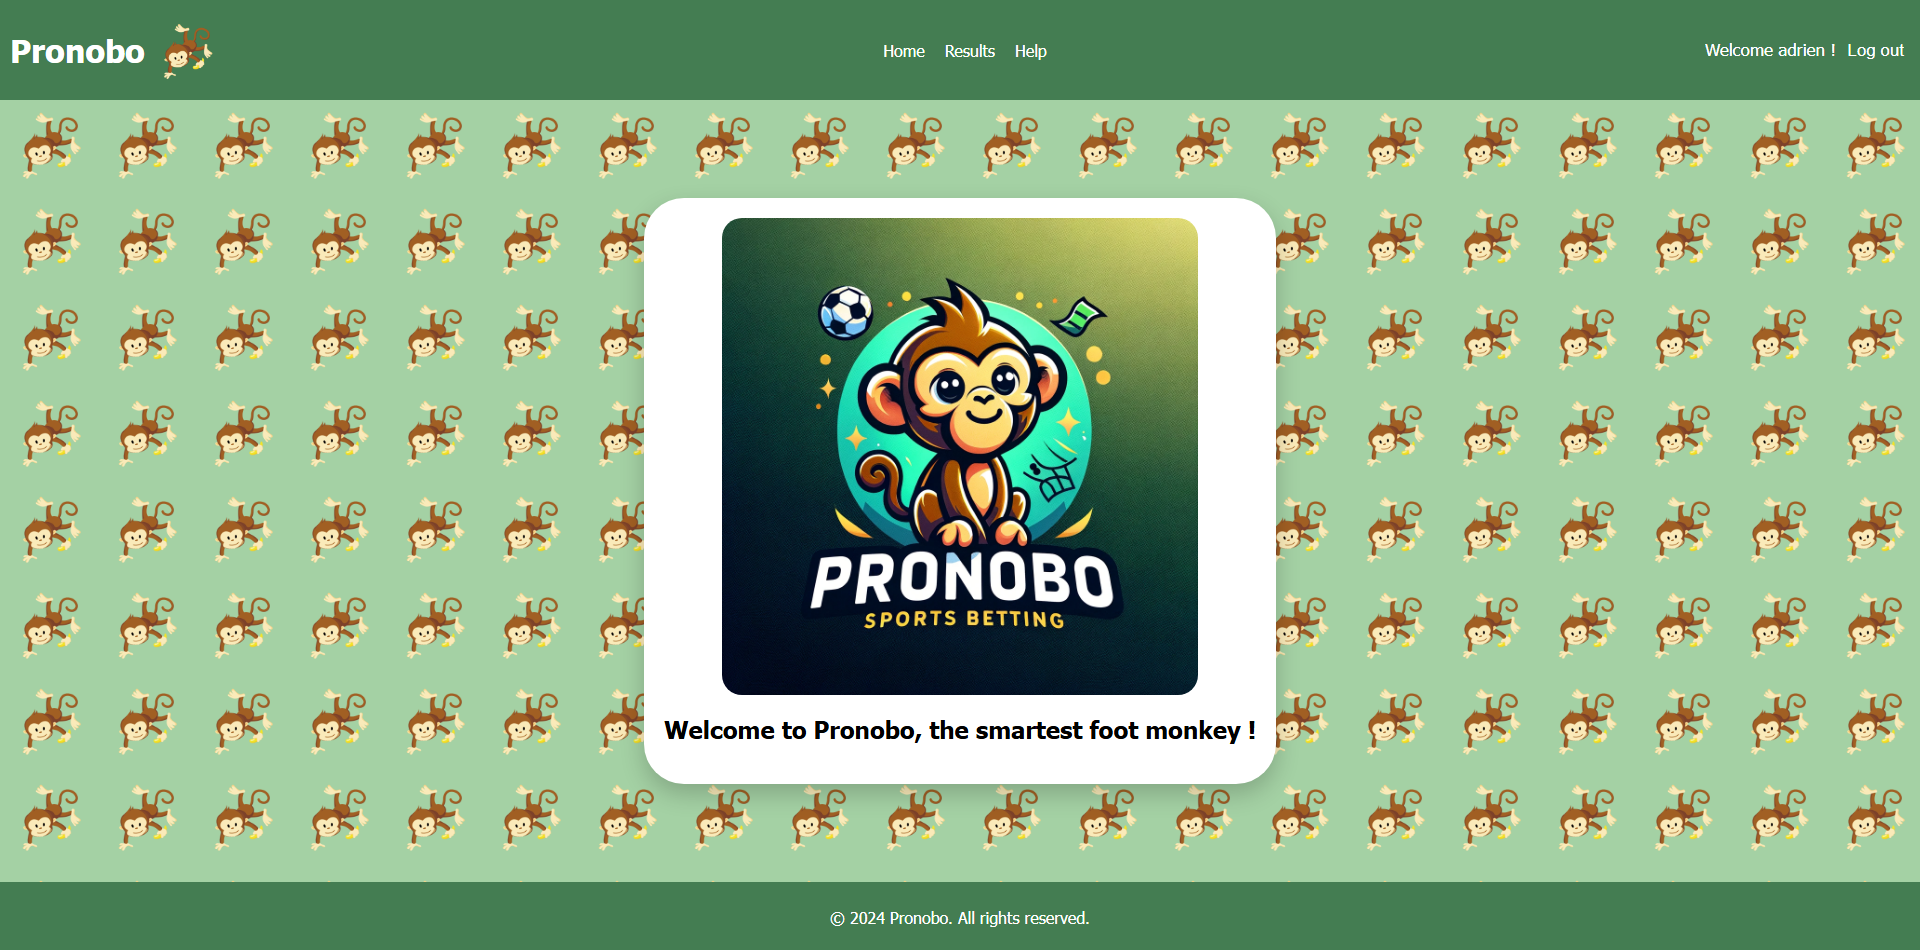 Pronobo
Home Results Help
Welcome adrien ! Log out
PRONOBO
SPORTS BETTING
Welcome to Pronobo, the smartest foot monkey !
© 2024 Pronobo. All rights reserved.